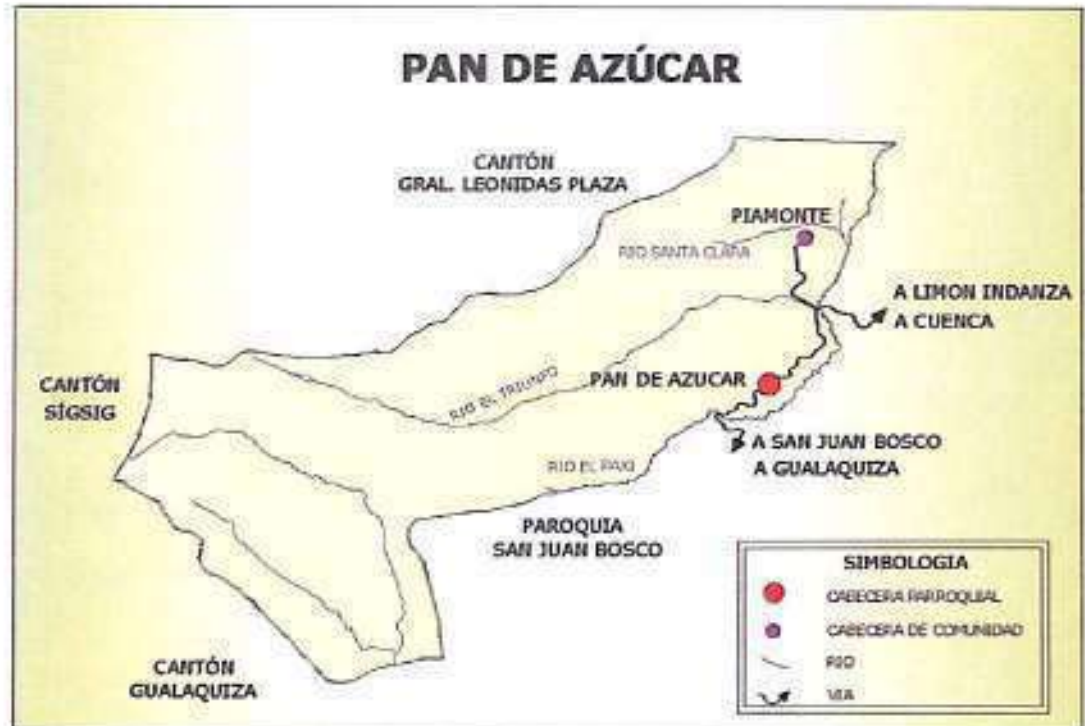 PAN DE AZÚCAR
CANTÓN
GRAL. LEONIDAS PLAZA
PIAMONTE
RIO SANTA CLARA
A LIMON INDANZA
A CUENCA
CANTÓN
SÍGSIG
PAN DE AZUCAR
RIO EL TRIUNFO
A SAN JUAN BOSCO
A GUALAQUIZA
RIO EL PAXI
PAROQUIA
SAN JUAN BOSCO
CANTÓN
GUALAQUIZA
SIMBOLOGIA
CABECERA PARROQUIAL
CABECERA DE COMUNIDAD
RIO
VIA